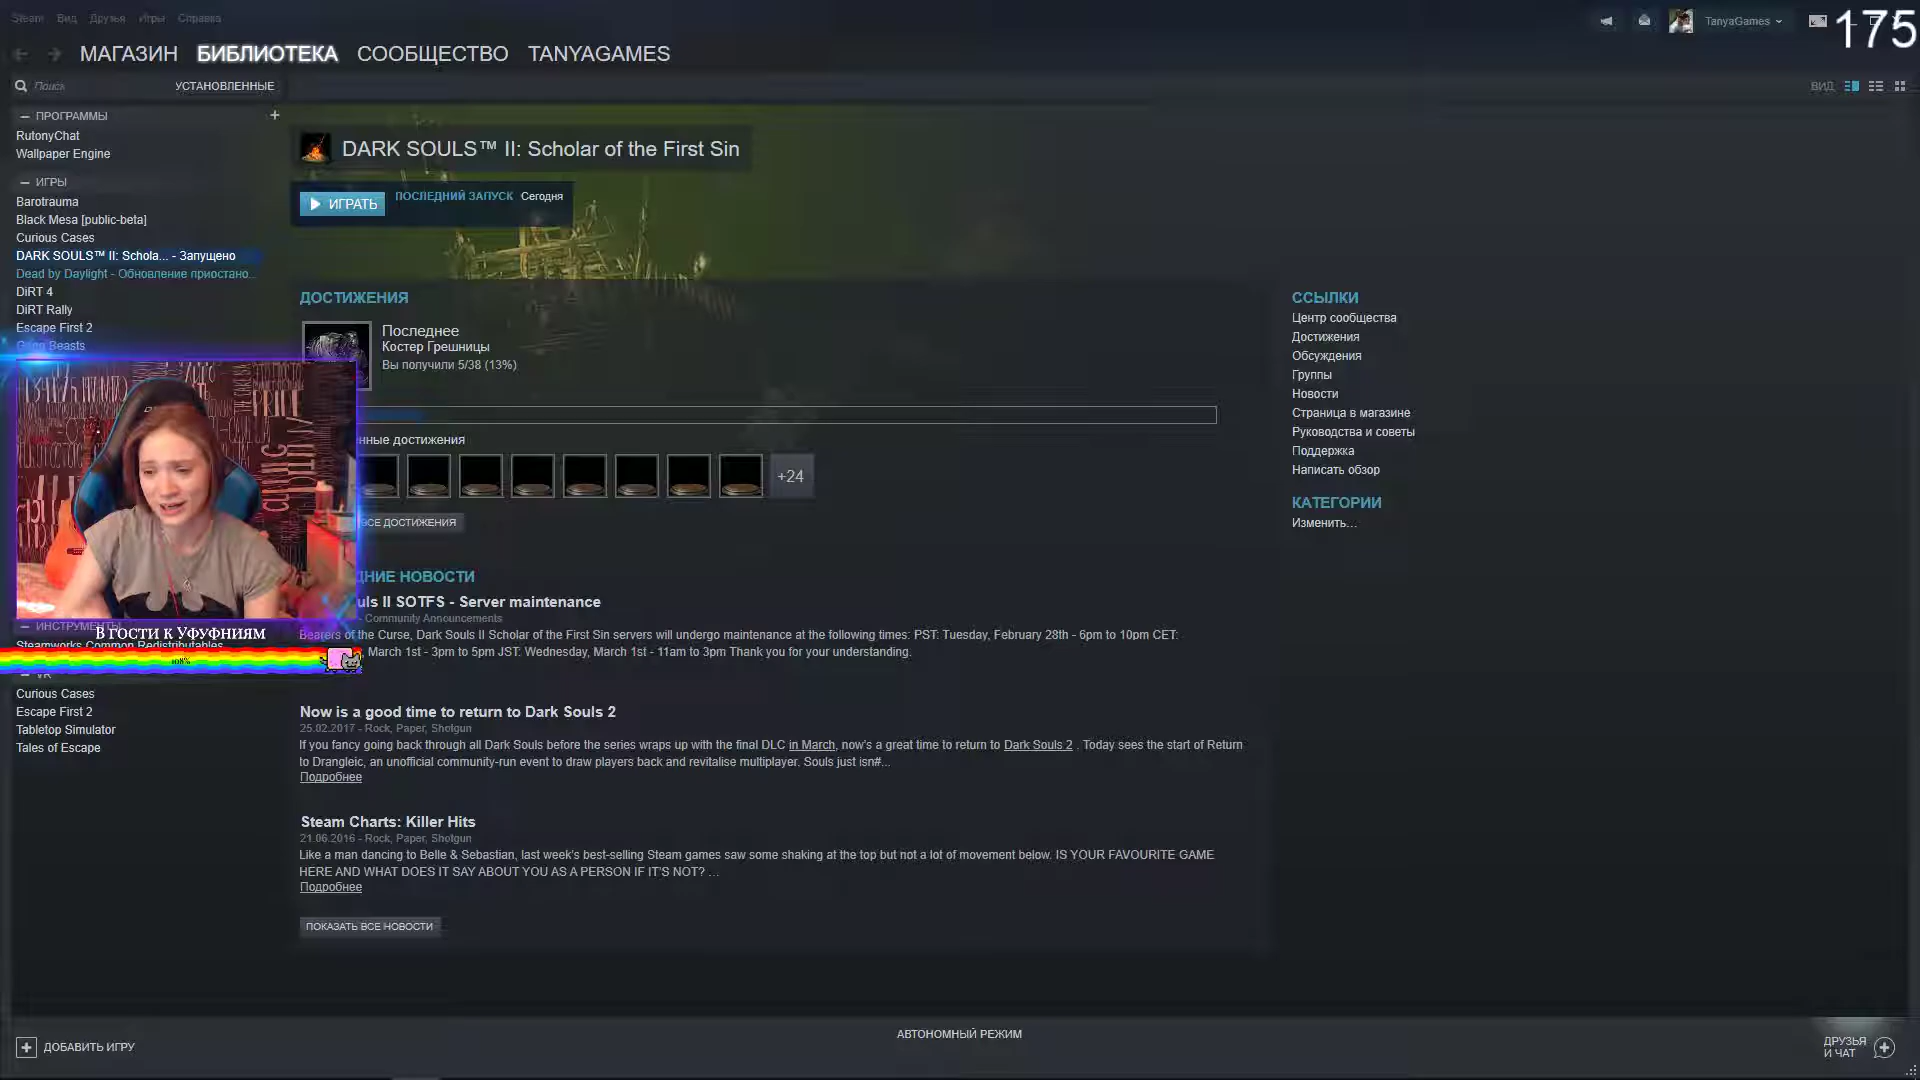 Steam Вид Друзья Игры Справка
TanyaGames
175
МАГАЗИН БИБЛИОТЕКА СООБЩЕСТВО TANYAGAMES
Поиск УСТАНОВЛЕННЫЕ
ВИД
— ПРОГРАММЫ +
RutonyChat
Wallpaper Engine
— ИГРЫ
Barotrauma
Black Mesa [public-beta]
Curious Cases
DARK SOULS™ II: Schola... - Запущено
Dead by Daylight - Обновление приостано...
DiRT 4
DiRT Rally
Escape First 2
Gang Beasts
— ИНСТРУМЕНТЫ
В гости к Уфуфниям
Steamworks Common Redistributables
108%
— VR
Curious Cases
Escape First 2
Tabletop Simulator
Tales of Escape
DARK SOULS™ II: Scholar of the First Sin
ИГРАТЬ
ПОСЛЕДНИЙ ЗАПУСК Сегодня
ДОСТИЖЕНИЯ
Последнее
Костер Грешницы
Вы получили 5/38 (13%)
нные достижения
+24
ВСЕ ДОСТИЖЕНИЯ
ДНИЕ НОВОСТИ
uls II SOTFS - Server maintenance
- Community Announcements
Bearers of the Curse, Dark Souls II Scholar of the First Sin servers will undergo maintenance at the following times: PST: Tuesday, February 28th - 6pm to 10pm CET:
March 1st - 3pm to 5pm JST: Wednesday, March 1st - 11am to 3pm Thank you for your understanding.
Now is a good time to return to Dark Souls 2
25.02.2017 - Rock, Paper, Shotgun
If you fancy going back through all Dark Souls before the series wraps up with the final DLC in March, now's a great time to return to Dark Souls 2 . Today sees the start of Return
to Drangleic, an unofficial community-run event to draw players back and revitalise multiplayer. Souls just isn#...
Подробнее
Steam Charts: Killer Hits
21.06.2016 - Rock, Paper, Shotgun
Like a man dancing to Belle & Sebastian, last week's best-selling Steam games saw some shaking at the top but not a lot of movement below. IS YOUR FAVOURITE GAME
HERE AND WHAT DOES IT SAY ABOUT YOU AS A PERSON IF IT'S NOT? ...
Подробнее
ПОКАЗАТЬ ВСЕ НОВОСТИ
ССЫЛКИ
Центр сообщества
Достижения
Обсуждения
Группы
Новости
Страница в магазине
Руководства и советы
Поддержка
Написать обзор
КАТЕГОРИИ
Изменить...
+ ДОБАВИТЬ ИГРУ
АВТОНОМНЫЙ РЕЖИМ
ДРУЗЬЯ
И ЧАТ